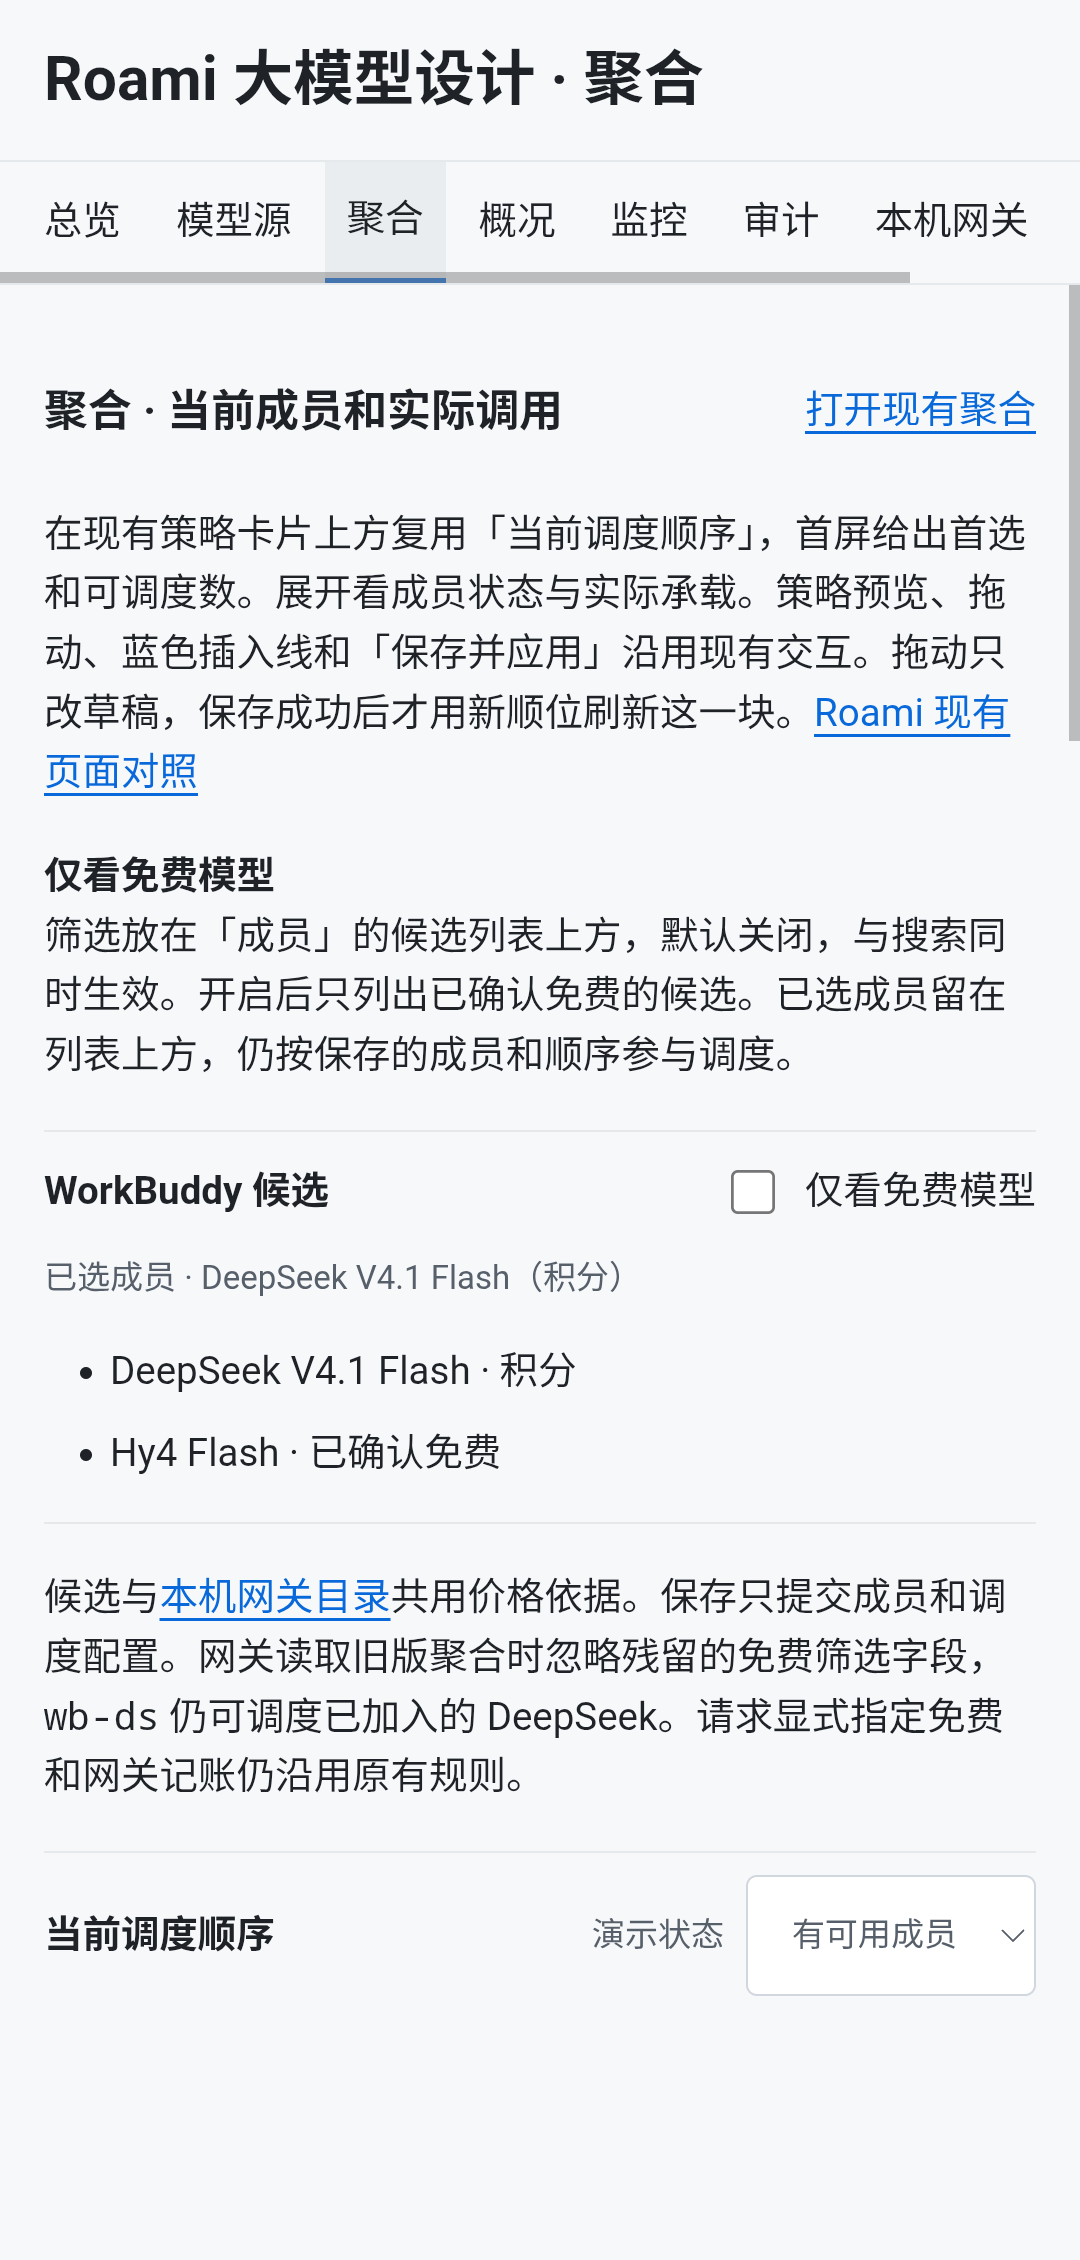 Roami 大模型设计 · 聚合
总览 模型源 聚合 概况 监控 审计 本机网关
聚合 · 当前成员和实际调用 打开现有聚合
在现有策略卡片上方复用「当前调度顺序」，首屏给出首选
和可调度数。展开看成员状态与实际承载。策略预览、拖
动、蓝色插入线和「保存并应用」沿用现有交互。拖动只
改草稿，保存成功后才用新顺位刷新这一块。Roami 现有
页面对照
仅看免费模型
筛选放在「成员」的候选列表上方，默认关闭，与搜索同
时生效。开启后只列出已确认免费的候选。已选成员留在
列表上方，仍按保存的成员和顺序参与调度。
WorkBuddy 候选 仅看免费模型
已选成员 · DeepSeek V4.1 Flash（积分）
• DeepSeek V4.1 Flash · 积分
• Hy4 Flash · 已确认免费
候选与本机网关目录共用价格依据。保存只提交成员和调
度配置。网关读取旧版聚合时忽略残留的免费筛选字段，
wb-ds 仍可调度已加入的 DeepSeek。请求显式指定免费
和网关记账仍沿用原有规则。
当前调度顺序 演示状态 有可用成员